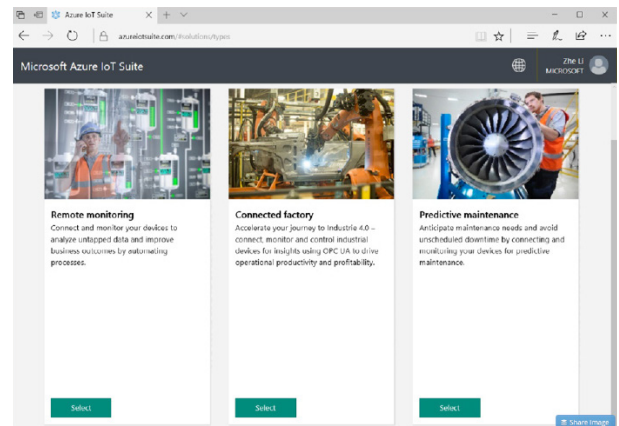 Azure IoT Suite
azureiotsuite.com/#solutions/types
Microsoft Azure IoT Suite
Zhe Li
MICROSOFT
Remote monitoring
Connect and monitor your devices to
analyze untapped data and improve
business outcomes by automating
processes.
Select
Connected factory
Accelerate your journey to Industrie 4.0 –
connect, monitor and control industrial
devices for insights using OPC UA to drive
operational productivity and profitability.
Select
Predictive maintenance
Anticipate maintenance needs and avoid
unscheduled downtime by connecting and
monitoring your devices for predictive
maintenance.
Select
Share Image